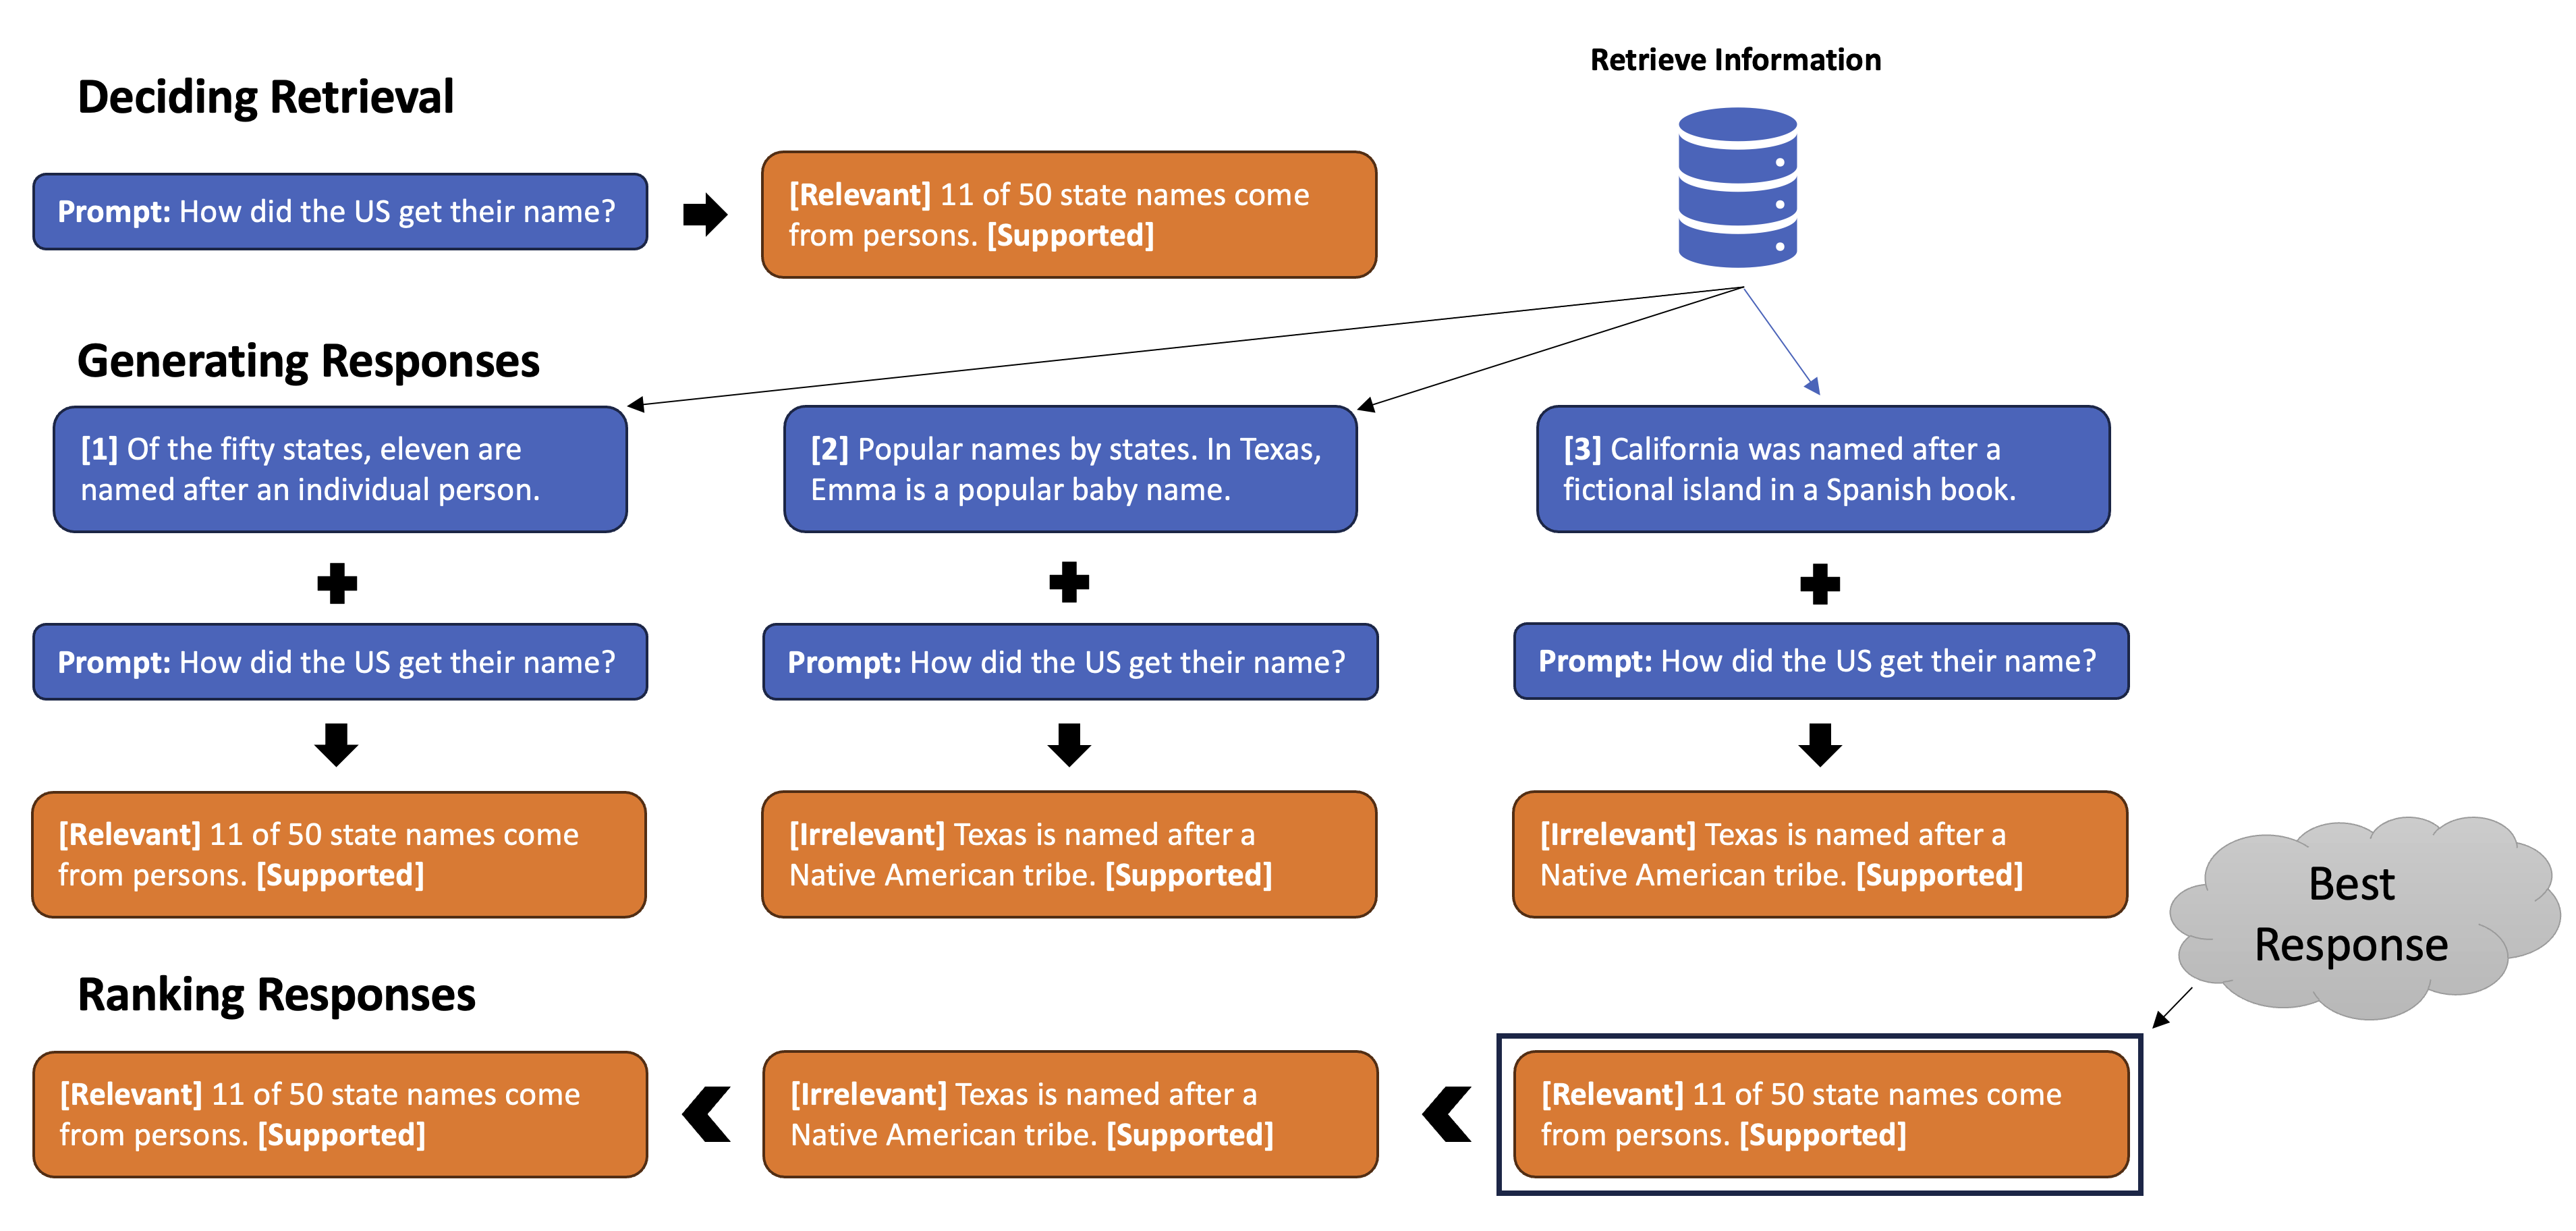 Retrieve Information
Deciding Retrieval
Prompt: How did the US get their name?
[Relevant] 11 of 50 state names come
from persons. [Supported]
Generating Responses
[1] Of the fifty states, eleven are
named after an individual person.
[2] Popular names by states. In Texas,
Emma is a popular baby name.
[3] California was named after a
fictional island in a Spanish book.
Prompt: How did the US get their name?
Prompt: How did the US get their name?
Prompt: How did the US get their name?
[Relevant] 11 of 50 state names come
from persons. [Supported]
[Irrelevant] Texas is named after a
Native American tribe. [Supported]
[Irrelevant] Texas is named after a
Native American tribe. [Supported]
Best
Response
Ranking Responses
[Relevant] 11 of 50 state names come
from persons. [Supported]
[Irrelevant] Texas is named after a
Native American tribe. [Supported]
[Relevant] 11 of 50 state names come
from persons. [Supported]